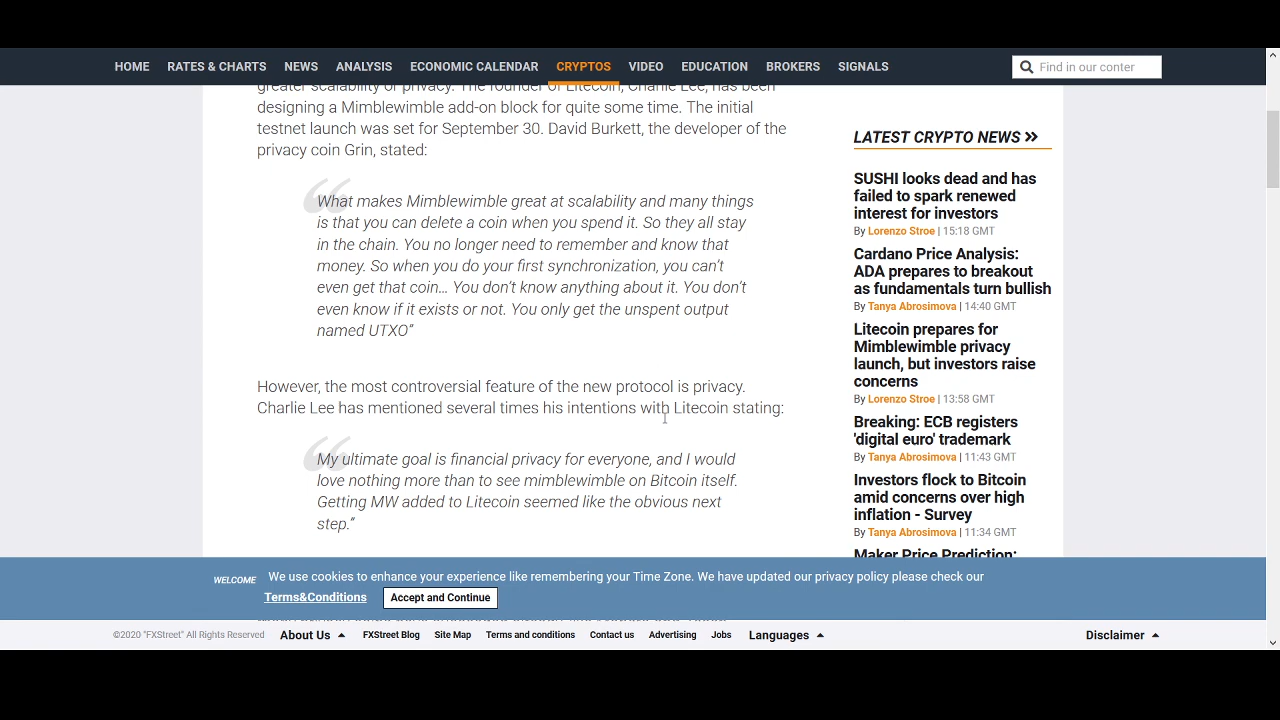 HOME RATES & CHARTS NEWS ANALYSIS ECONOMIC CALENDAR CRYPTOS VIDEO EDUCATION BROKERS SIGNALS Find in our conter
greater scalability or privacy. The founder of Litecoin, Charlie Lee, has been
designing a Mimblewimble add-on block for quite some time. The initial
testnet launch was set for September 30. David Burkett, the developer of the
privacy coin Grin, stated:
“
What makes Mimblewimble great at scalability and many things
is that you can delete a coin when you spend it. So they all stay
in the chain. You no longer need to remember and know that
money. So when you do your first synchronization, you can’t
even get that coin… You don’t know anything about it. You don’t
even know if it exists or not. You only get the unspent output
named UTXO”
However, the most controversial feature of the new protocol is privacy.
Charlie Lee has mentioned several times his intentions with Litecoin stating:
“
My ultimate goal is financial privacy for everyone, and I would
love nothing more than to see mimblewimble on Bitcoin itself.
Getting MW added to Litecoin seemed like the obvious next
step.”
LATEST CRYPTO NEWS »
SUSHI looks dead and has
failed to spark renewed
interest for investors
By Lorenzo Stroe | 15:18 GMT
Cardano Price Analysis:
ADA prepares to breakout
as fundamentals turn bullish
By Tanya Abrosimova | 14:40 GMT
Litecoin prepares for
Mimblewimble privacy
launch, but investors raise
concerns
By Lorenzo Stroe | 13:58 GMT
Breaking: ECB registers
'digital euro' trademark
By Tanya Abrosimova | 11:43 GMT
Investors flock to Bitcoin
amid concerns over high
inflation - Survey
By Tanya Abrosimova | 11:34 GMT
Maker Price Prediction:
WELCOME We use cookies to enhance your experience like remembering your Time Zone. We have updated our privacy policy please check our
Terms&Conditions Accept and Continue
©2020 "FXStreet" All Rights Reserved About Us FXStreet Blog Site Map Terms and conditions Contact us Advertising Jobs Languages Disclaimer